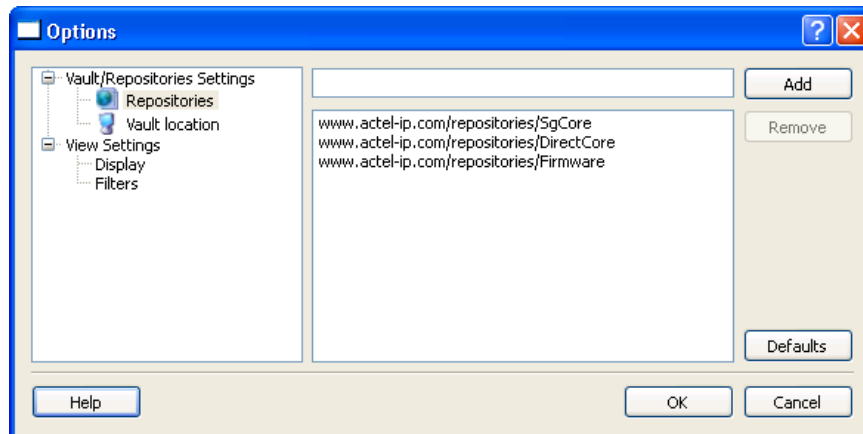 Options
Vault/Repositories Settings
Repositories
Vault location
View Settings
Display
Filters
Add
www.actel-ip.com/repositories/SgCore
www.actel-ip.com/repositories/DirectCore
www.actel-ip.com/repositories/Firmware
Remove
Defaults
Help
OK
Cancel